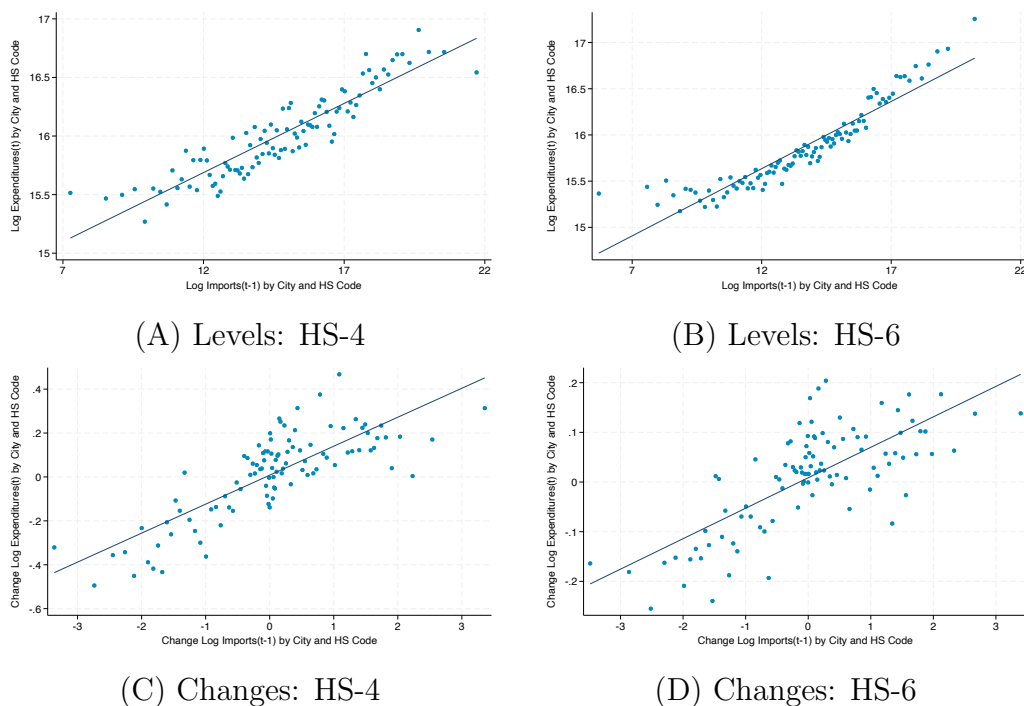 Log Expenditures(t) by City and HS Code
17
16.5
16
15.5
15
7 12 17 22
Log Imports(t-1) by City and HS Code
(A) Levels: HS-4
Log Expenditures(t) by City and HS Code
17
16.5
16
15.5
15
7 12 17 22
Log Imports(t-1) by City and HS Code
(B) Levels: HS-6
Change Log Expenditures(t) by City and HS Code
.4
.2
0
-.2
-.4
-.6
-3 -2 -1 0 1 2 3
Change Log Imports(t-1) by City and HS Code
(C) Changes: HS-4
Change Log Expenditures(t) by City and HS Code
.2
.1
0
-.1
-.2
-3 -2 -1 0 1 2 3
Change Log Imports(t-1) by City and HS Code
(D) Changes: HS-6